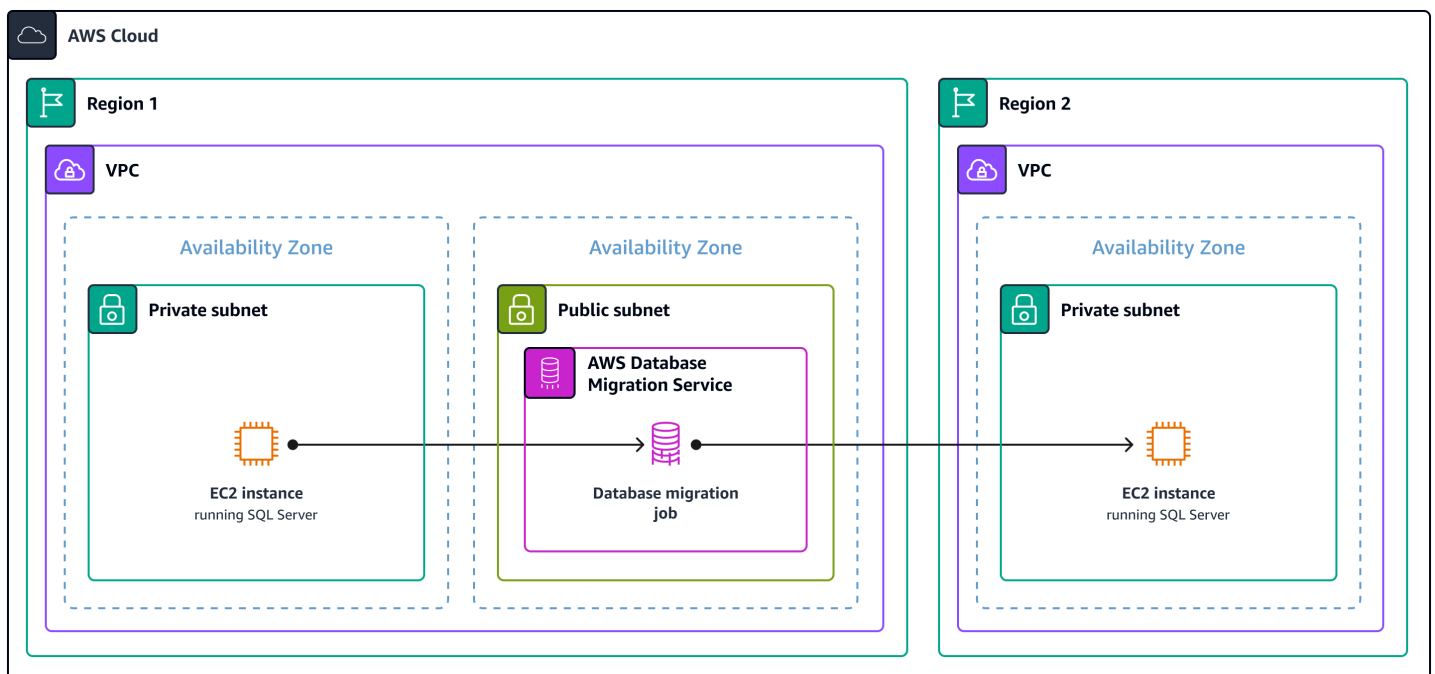 AWS Cloud
Region 1
Region 2
VPC
VPC
Availability Zone
Availability Zone
Availability Zone
Private subnet
Public subnet
Private subnet
AWS Database
Migration Service
EC2 instance
running SQL Server
Database migration
job
EC2 instance
running SQL Server